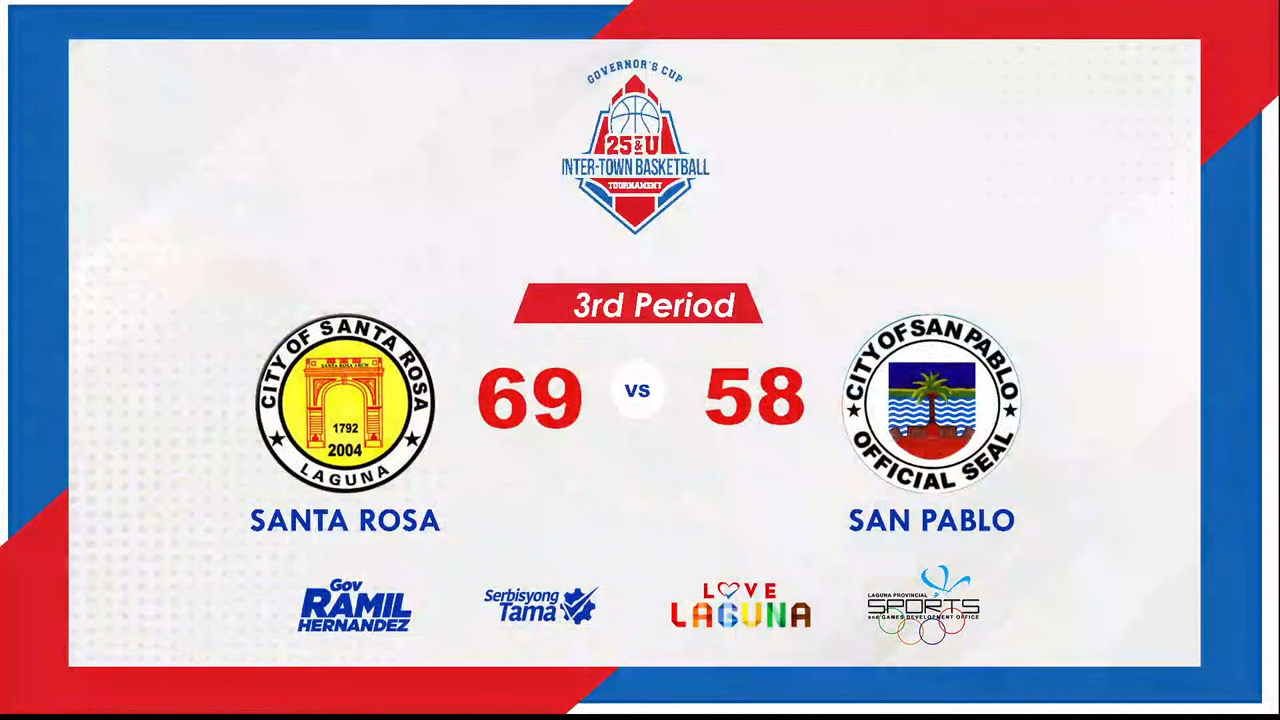 GOVERNOR'S CUP
25&U
INTER-TOWN BASKETBALL
TOURNAMENT
3rd Period
CITY OF SANTA ROSA
SANTA ROSA
1792
2004
LAGUNA
69 vs 58
CITY OF SAN PABLO
OFFICIAL SEAL
SANTA ROSA
SAN PABLO
Gov
RAMIL
HERNANDEZ
Serbisyong
Tama
LOVE
LAGUNA
LAGUNA PROVINCIAL
SPORTS
and GAMES DEVELOPMENT OFFICE